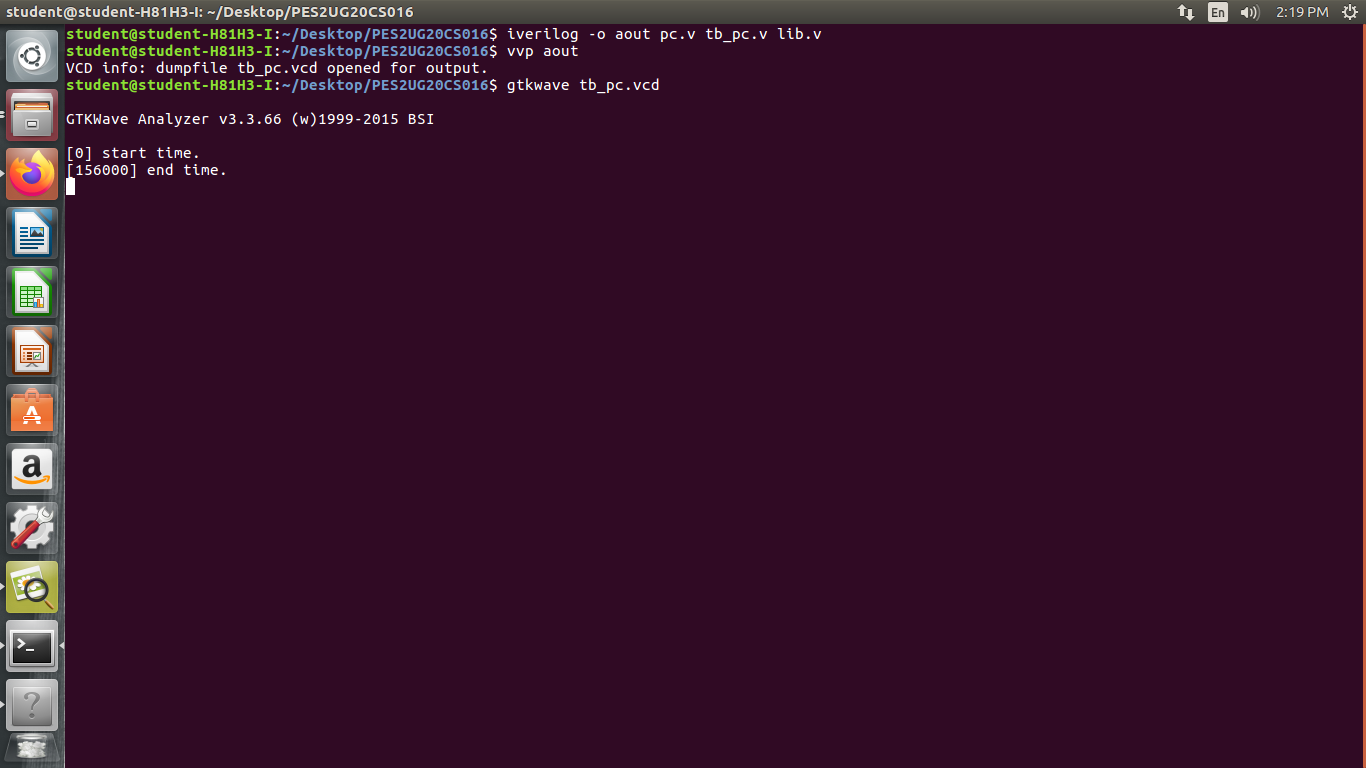 student@student-H81H3-I: ~/Desktop/PES2UG20CS016
En
2:19 PM
student@student-H81H3-I:~/Desktop/PES2UG20CS016$ iverilog -o aout pc.v tb_pc.v lib.v
student@student-H81H3-I:~/Desktop/PES2UG20CS016$ vvp aout
VCD info: dumpfile tb_pc.vcd opened for output.
student@student-H81H3-I:~/Desktop/PES2UG20CS016$ gtkwave tb_pc.vcd
GTKWave Analyzer v3.3.66 (w)1999-2015 BSI
[0] start time.
[156000] end time.